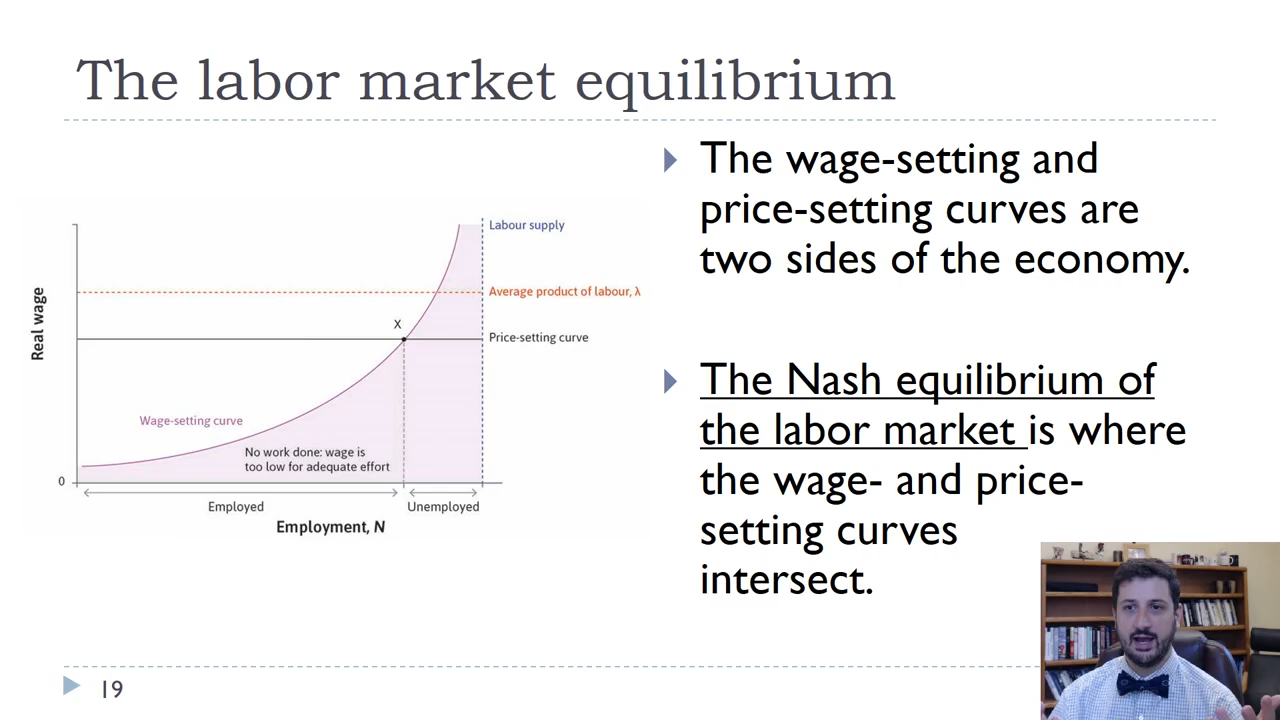 The labor market equilibrium
The wage-setting and
price-setting curves are
two sides of the economy.
The Nash equilibrium of
the labor market is where
the wage- and price-
setting curves
intersect.
Real wage
Labour supply
Average product of labour, λ
X
Price-setting curve
Wage-setting curve
No work done: wage is
too low for adequate effort
0
Employed
Unemployed
Employment, N
19